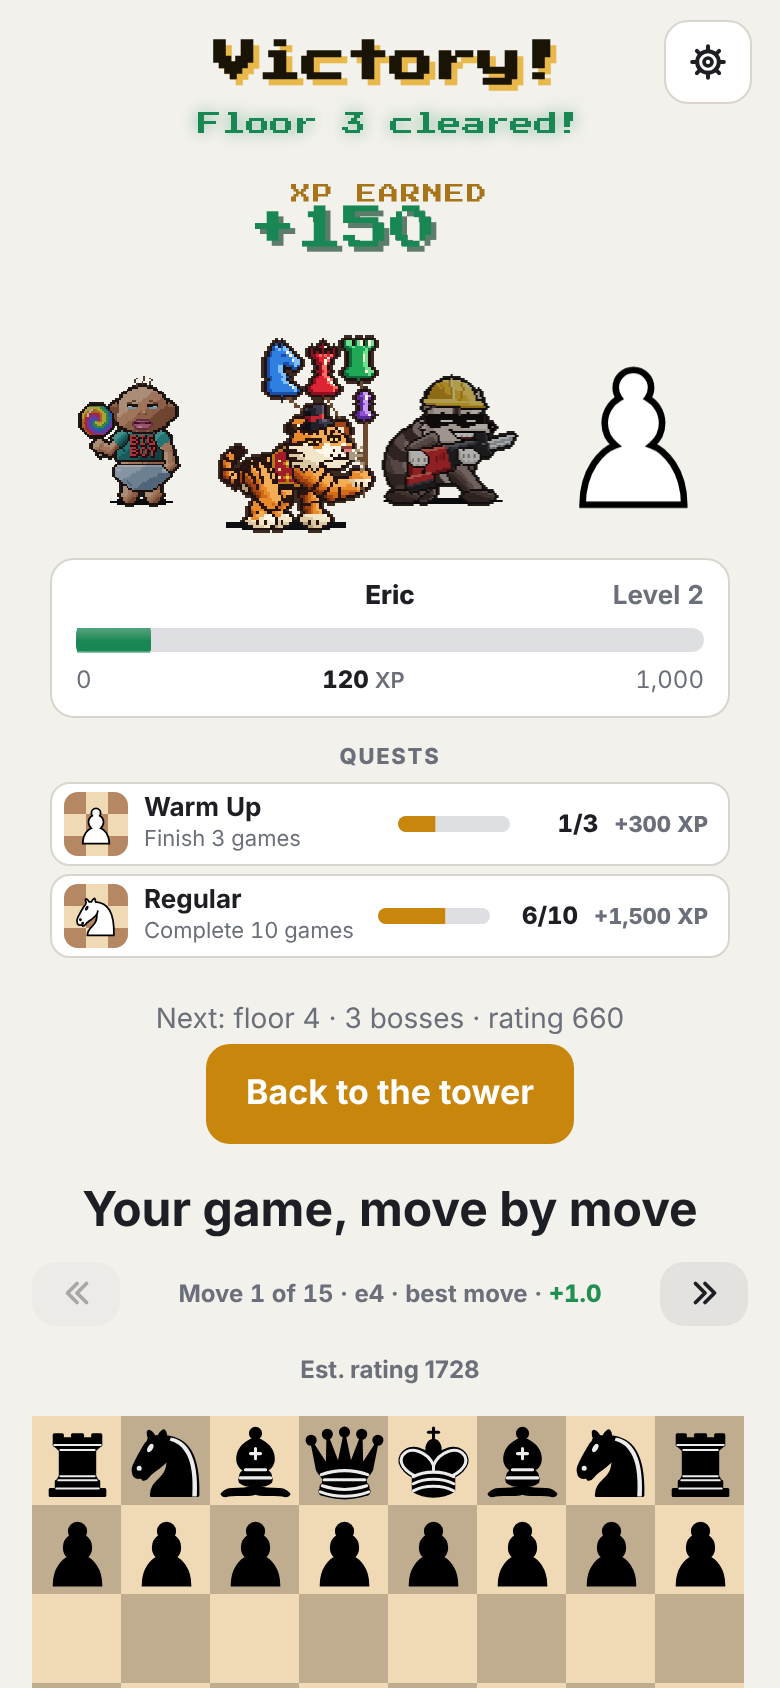 Victory!
Floor 3 cleared!
XP EARNED
+150
BIG
BOY
Eric
Level 2
0
120 XP
1,000
QUESTS
Warm Up
Finish 3 games
1/3
+300 XP
Regular
Complete 10 games
6/10
+1,500 XP
Next: floor 4 · 3 bosses · rating 660
Back to the tower
Your game, move by move
Move 1 of 15 · e4 · best move · +1.0
Est. rating 1728